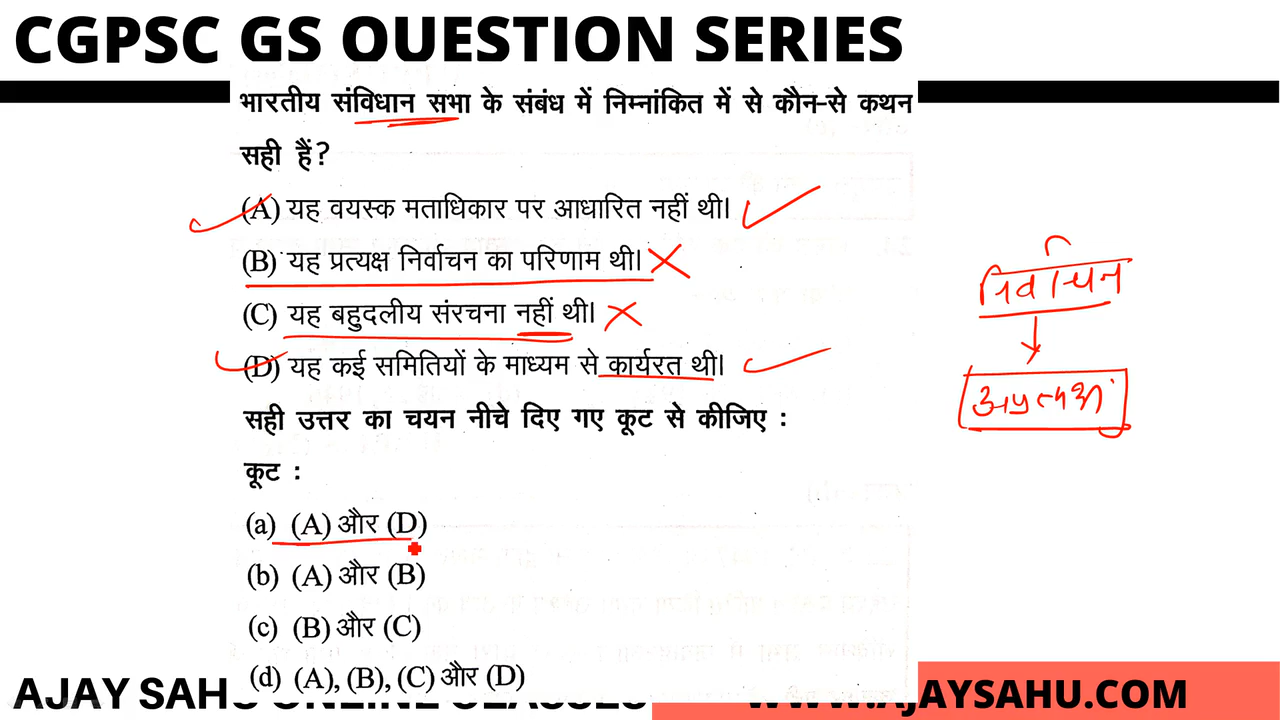 CGPSC GS QUESTION SERIES
भारतीय संविधान सभा के संबंध में निम्नांकित में से कौन-से कथन
सही हैं?
(A) यह वयस्क मताधिकार पर आधारित नहीं थी।
(B) यह प्रत्यक्ष निर्वाचन का परिणाम थी।
(C) यह बहुदलीय संरचना नहीं थी।
(D) यह कई समितियों के माध्यम से कार्यरत थी।
निर्वाचन
अप्रत्यक्ष
सही उत्तर का चयन नीचे दिए गए कूट से कीजिए :
कूट :
(a) (A) और (D)
(b) (A) और (B)
(c) (B) और (C)
(d) (A), (B), (C) और (D)
AJAY SAHU ONLINE CLASSES
WWW.AJAYSAHU.COM